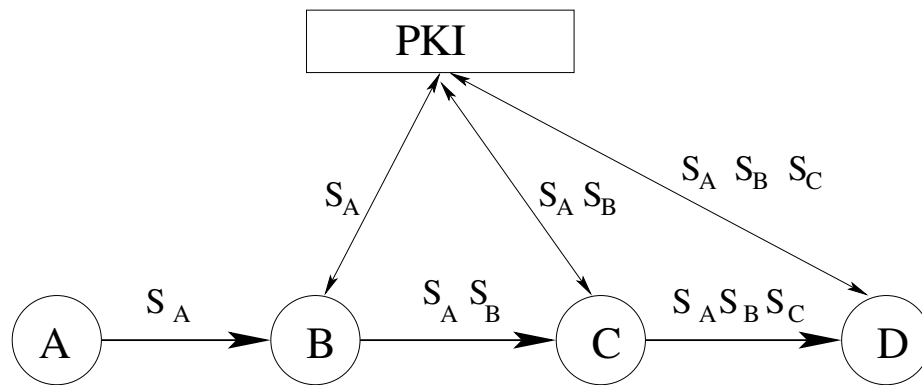 PKI
S_A S_B S_C
S_A
S_A S_B
S_A
S_A S_B
S_A S_B S_C
A
B
C
D